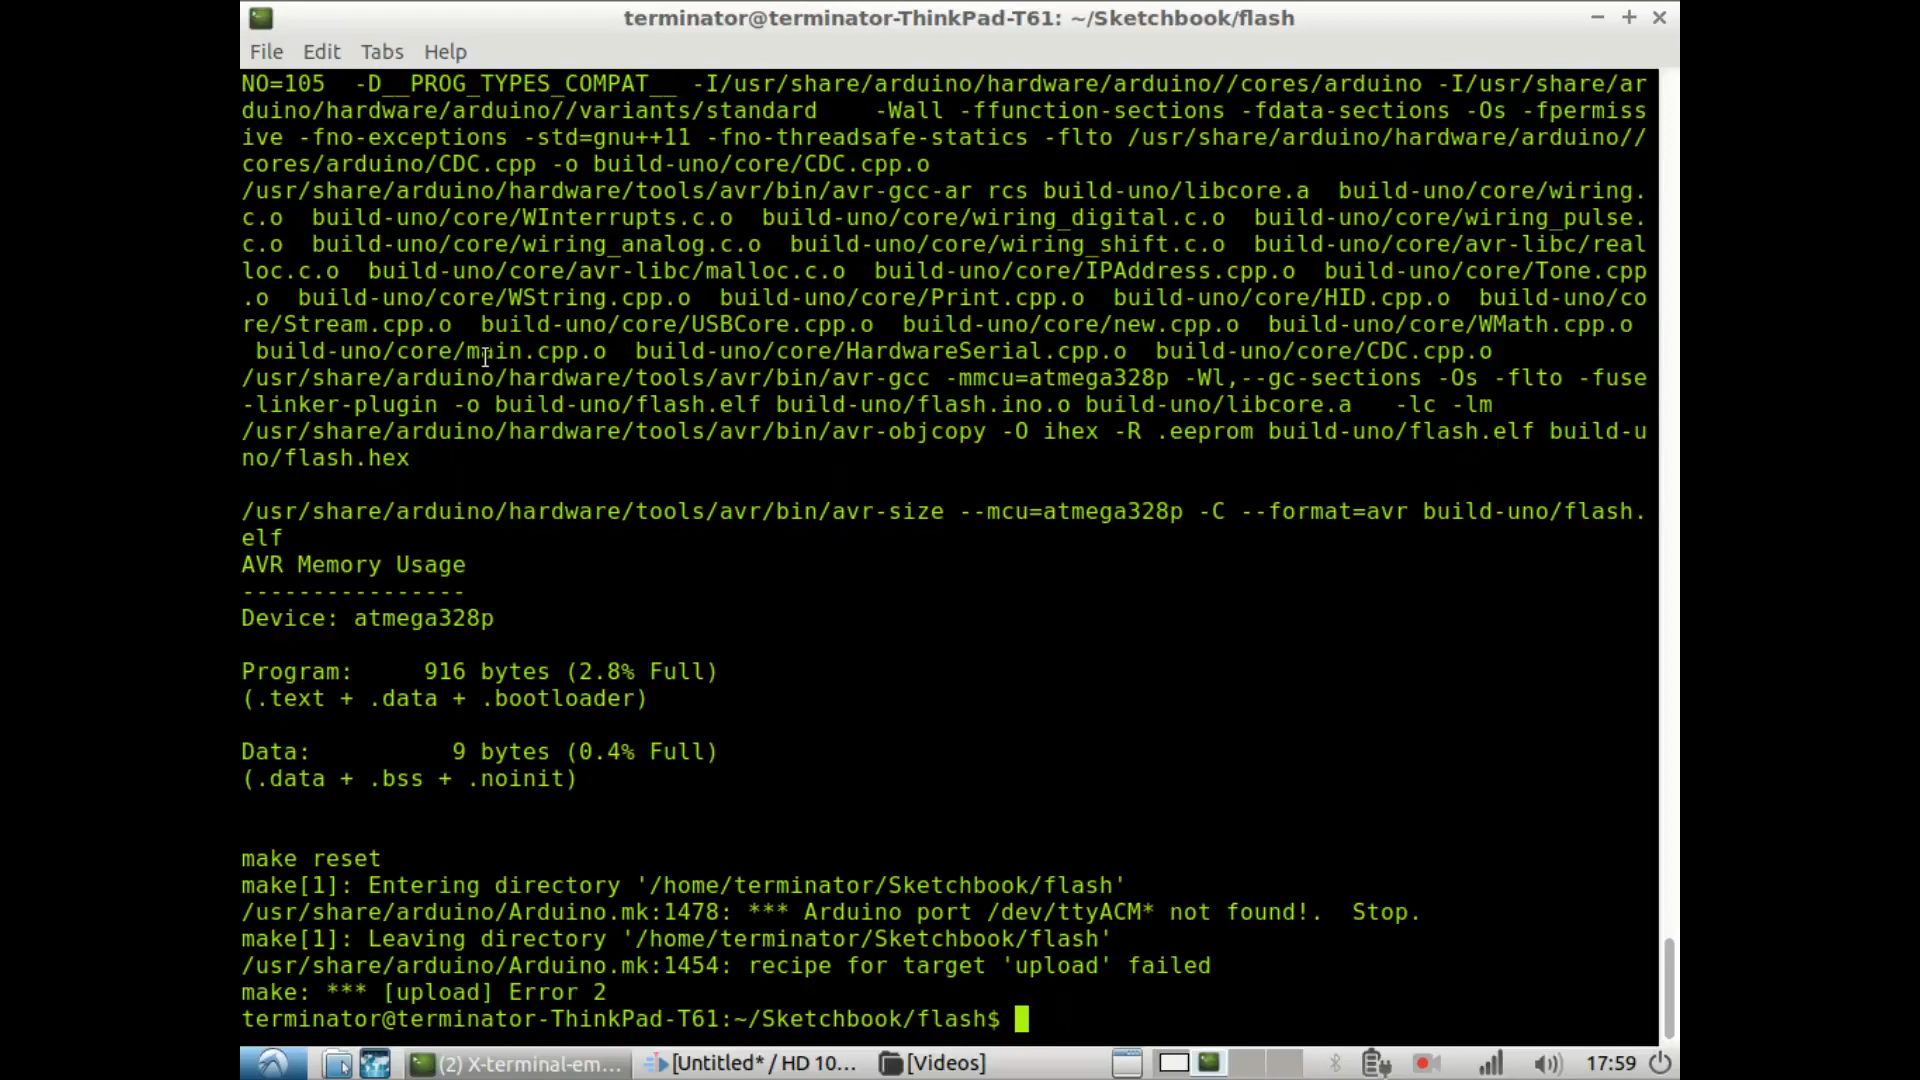 terminator@terminator-ThinkPad-T61: ~/Sketchbook/flash
File Edit Tabs Help
NO=105  -D__PROG_TYPES_COMPAT__ -I/usr/share/arduino/hardware/arduino//cores/arduino -I/usr/share/ar
duino/hardware/arduino//variants/standard    -Wall -ffunction-sections -fdata-sections -Os -fpermiss
ive -fno-exceptions -std=gnu++11 -fno-threadsafe-statics -flto /usr/share/arduino/hardware/arduino//
cores/arduino/CDC.cpp -o build-uno/core/CDC.cpp.o
/usr/share/arduino/hardware/tools/avr/bin/avr-gcc-ar rcs build-uno/libcore.a  build-uno/core/wiring.
c.o  build-uno/core/WInterrupts.c.o  build-uno/core/wiring_digital.c.o  build-uno/core/wiring_pulse.
c.o  build-uno/core/wiring_analog.c.o  build-uno/core/wiring_shift.c.o  build-uno/core/avr-libc/real
loc.c.o  build-uno/core/avr-libc/malloc.c.o  build-uno/core/IPAddress.cpp.o  build-uno/core/Tone.cpp
.o  build-uno/core/WString.cpp.o  build-uno/core/Print.cpp.o  build-uno/core/HID.cpp.o  build-uno/co
re/Stream.cpp.o  build-uno/core/USBCore.cpp.o  build-uno/core/new.cpp.o  build-uno/core/WMath.cpp.o
 build-uno/core/main.cpp.o  build-uno/core/HardwareSerial.cpp.o  build-uno/core/CDC.cpp.o
/usr/share/arduino/hardware/tools/avr/bin/avr-gcc -mmcu=atmega328p -Wl,--gc-sections -Os -flto -fuse
-linker-plugin -o build-uno/flash.elf build-uno/flash.ino.o build-uno/libcore.a   -lc -lm
/usr/share/arduino/hardware/tools/avr/bin/avr-objcopy -O ihex -R .eeprom build-uno/flash.elf build-u
no/flash.hex
/usr/share/arduino/hardware/tools/avr/bin/avr-size --mcu=atmega328p -C --format=avr build-uno/flash.
elf
AVR Memory Usage
----------------
Device: atmega328p
Program:     916 bytes (2.8% Full)
(.text + .data + .bootloader)
Data:          9 bytes (0.4% Full)
(.data + .bss + .noinit)
make reset
make[1]: Entering directory '/home/terminator/Sketchbook/flash'
/usr/share/arduino/Arduino.mk:1478: *** Arduino port /dev/ttyACM* not found!.  Stop.
make[1]: Leaving directory '/home/terminator/Sketchbook/flash'
/usr/share/arduino/Arduino.mk:1454: recipe for target 'upload' failed
make: *** [upload] Error 2
terminator@terminator-ThinkPad-T61:~/Sketchbook/flash$
(2) X-terminal-em... [Untitled* / HD 10... [Videos] 17:59